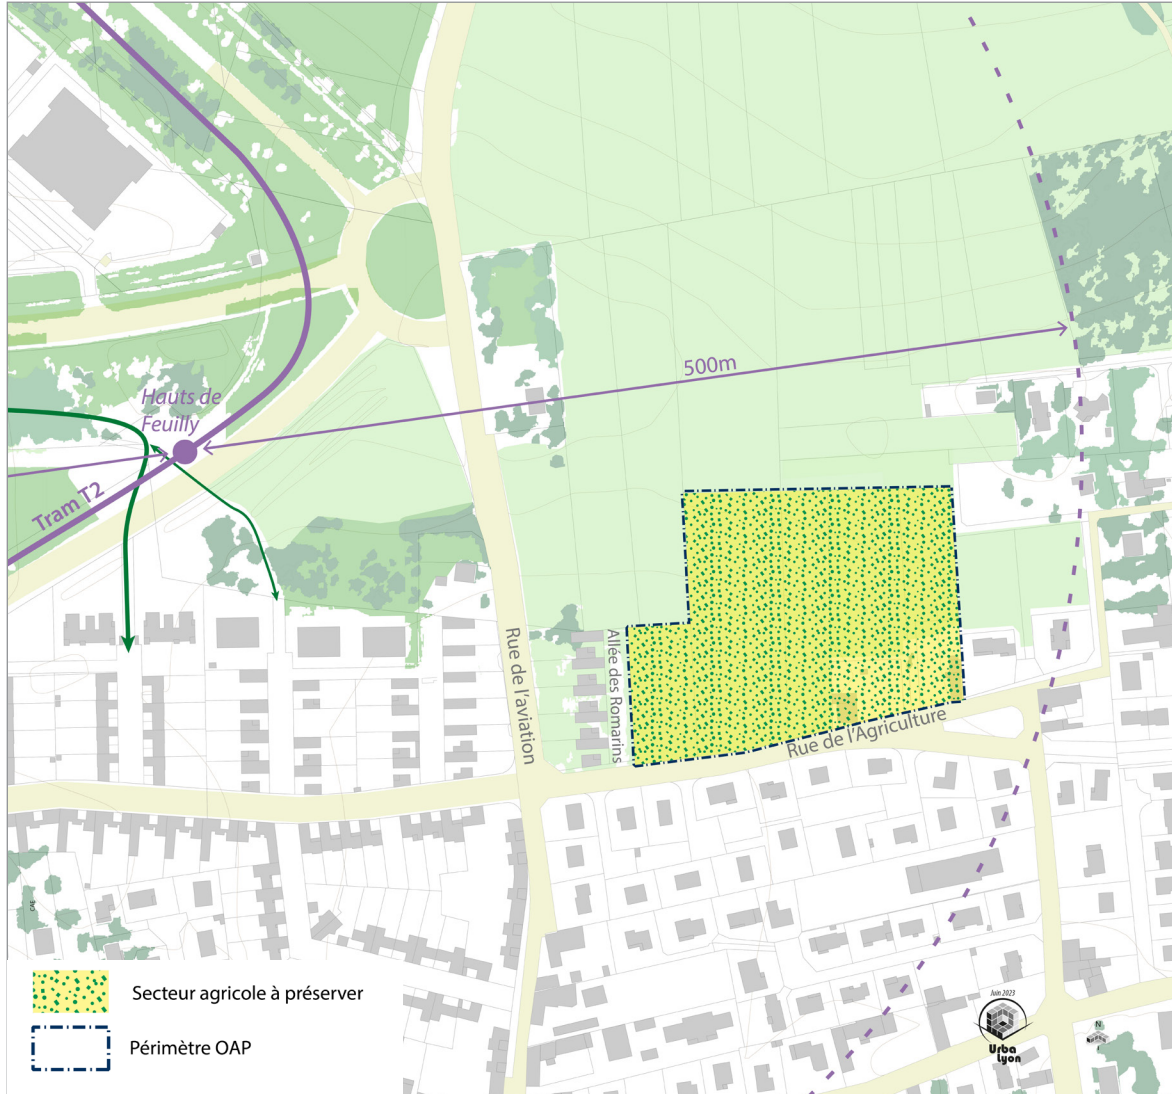 500m
Hauts de
Feuilly
Tram T2
Rue de l'aviation
Allée des Romarins
Rue de l'Agriculture
CAE
Secteur agricole à préserver
Périmètre OAP
Juin 2023
Urba
Lyon
N